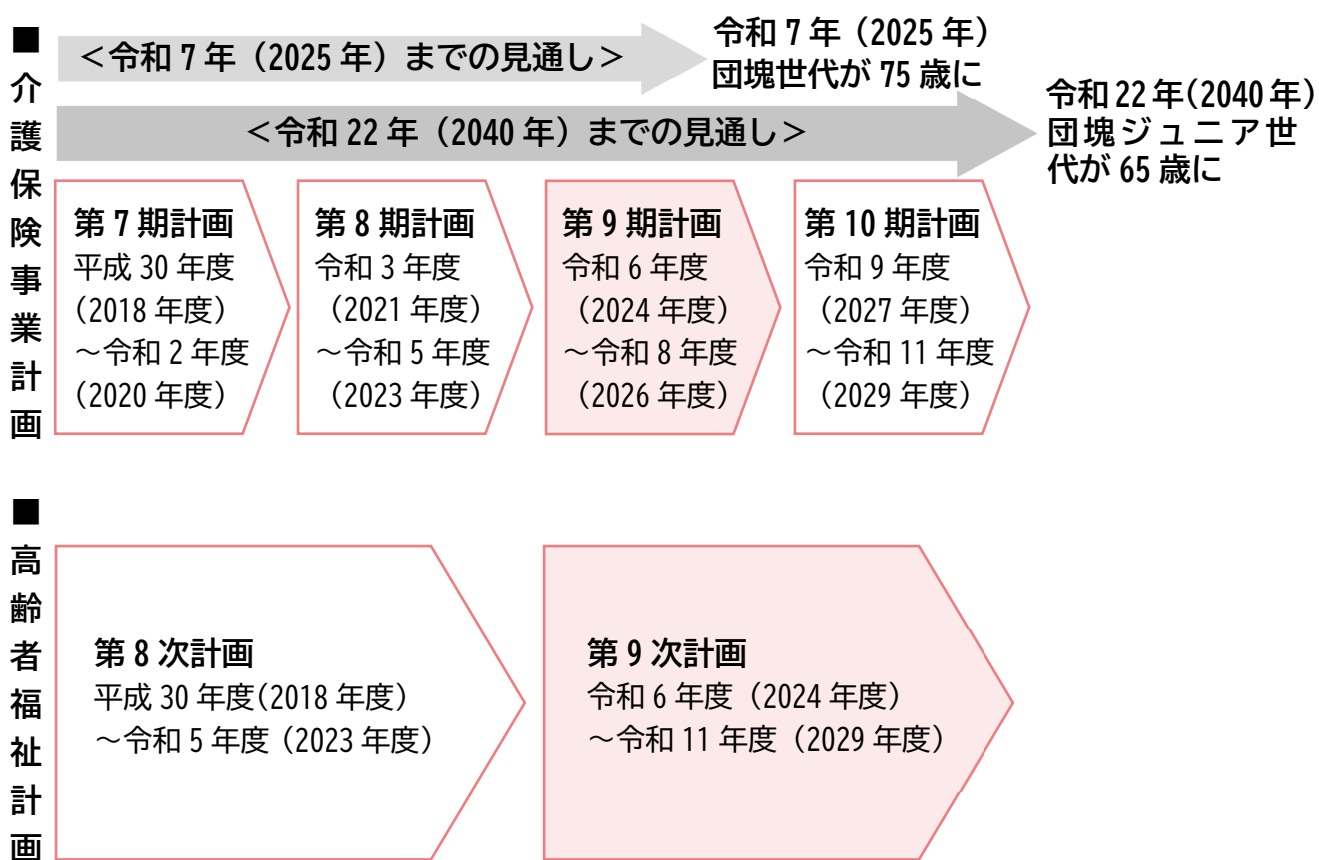 ■介護保険事業計画
＜令和７年（2025 年）までの見通し＞
令和７年（2025 年）
団塊世代が 75 歳に
＜令和 22 年（2040 年）までの見通し＞
令和 22 年(2040 年)
団塊ジュニア世
代が 65 歳に
第７期計画
平成 30 年度
(2018 年度)
～令和２年度
(2020 年度)
第８期計画
令和３年度
（2021 年度）
～令和５年度
（2023 年度）
第９期計画
令和６年度
（2024 年度）
～令和８年度
（2026 年度）
第 10 期計画
令和９年度
（2027 年度）
～令和 11 年度
（2029 年度）
■高齢者福祉計画
第８次計画
平成 30 年度(2018 年度)
～令和５年度（2023 年度）
第９次計画
令和６年度（2024 年度）
～令和 11 年度（2029 年度）